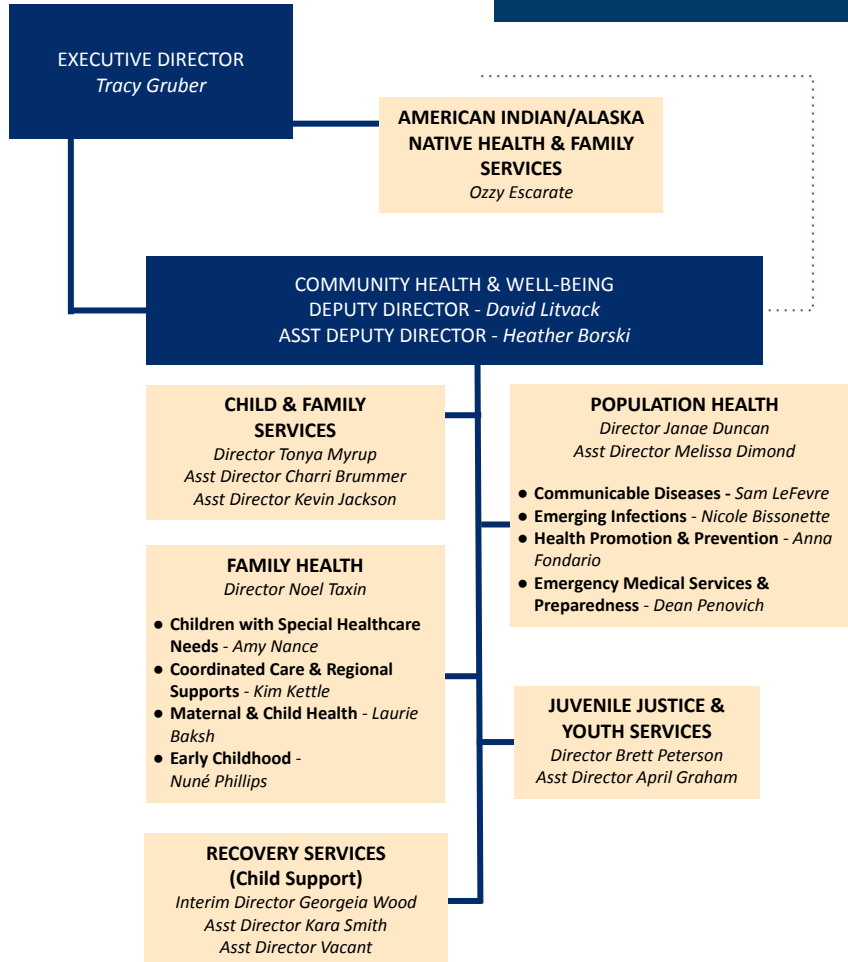 EXECUTIVE DIRECTOR
Tracy Gruber
AMERICAN INDIAN/ALASKA
NATIVE HEALTH & FAMILY
SERVICES
Ozzy Escarate
COMMUNITY HEALTH & WELL-BEING
DEPUTY DIRECTOR - David Litvack
ASST DEPUTY DIRECTOR - Heather Borski
CHILD & FAMILY
SERVICES
Director Tonya Myrup
Asst Director Charri Brummer
Asst Director Kevin Jackson
POPULATION HEALTH
Director Janae Duncan
Asst Director Melissa Dimond
● Communicable Diseases - Sam LeFevre
● Emerging Infections - Nicole Bissonette
● Health Promotion & Prevention - Anna
Fondario
● Emergency Medical Services &
Preparedness - Dean Penovich
FAMILY HEALTH
Director Noel Taxin
● Children with Special Healthcare
Needs - Amy Nance
● Coordinated Care & Regional
Supports - Kim Kettle
● Maternal & Child Health - Laurie
Baksh
● Early Childhood -
Nuné Phillips
JUVENILE JUSTICE &
YOUTH SERVICES
Director Brett Peterson
Asst Director April Graham
RECOVERY SERVICES
(Child Support)
Interim Director Georgeia Wood
Asst Director Kara Smith
Asst Director Vacant